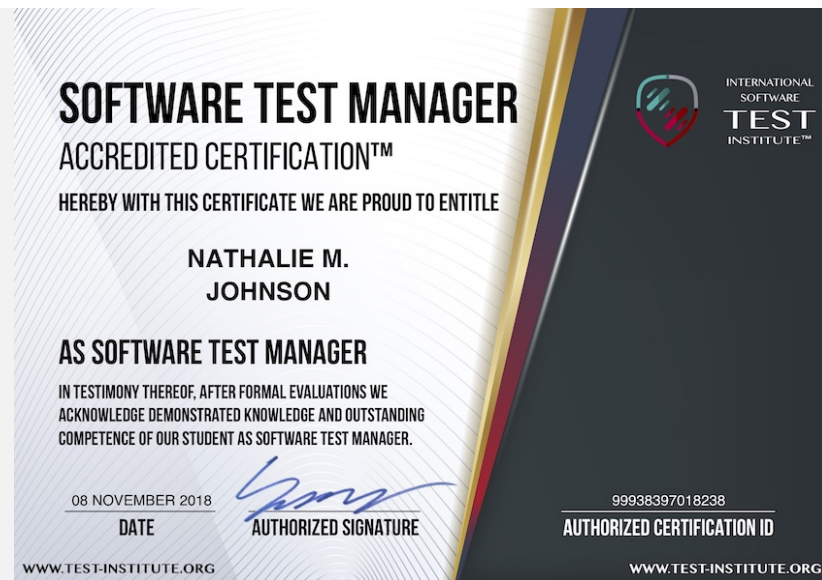 SOFTWARE TEST MANAGER
ACCREDITED CERTIFICATION™
HEREBY WITH THIS CERTIFICATE WE ARE PROUD TO ENTITLE
NATHALIE M.
JOHNSON
AS SOFTWARE TEST MANAGER
IN TESTIMONY THEREOF, AFTER FORMAL EVALUATIONS WE
ACKNOWLEDGE DEMONSTRATED KNOWLEDGE AND OUTSTANDING
COMPETENCE OF OUR STUDENT AS SOFTWARE TEST MANAGER.
08 NOVEMBER 2018
DATE
AUTHORIZED SIGNATURE
WWW.TEST-INSTITUTE.ORG
INTERNATIONAL
SOFTWARE
TEST
INSTITUTE™
99938397018238
AUTHORIZED CERTIFICATION ID
WWW.TEST-INSTITUTE.ORG